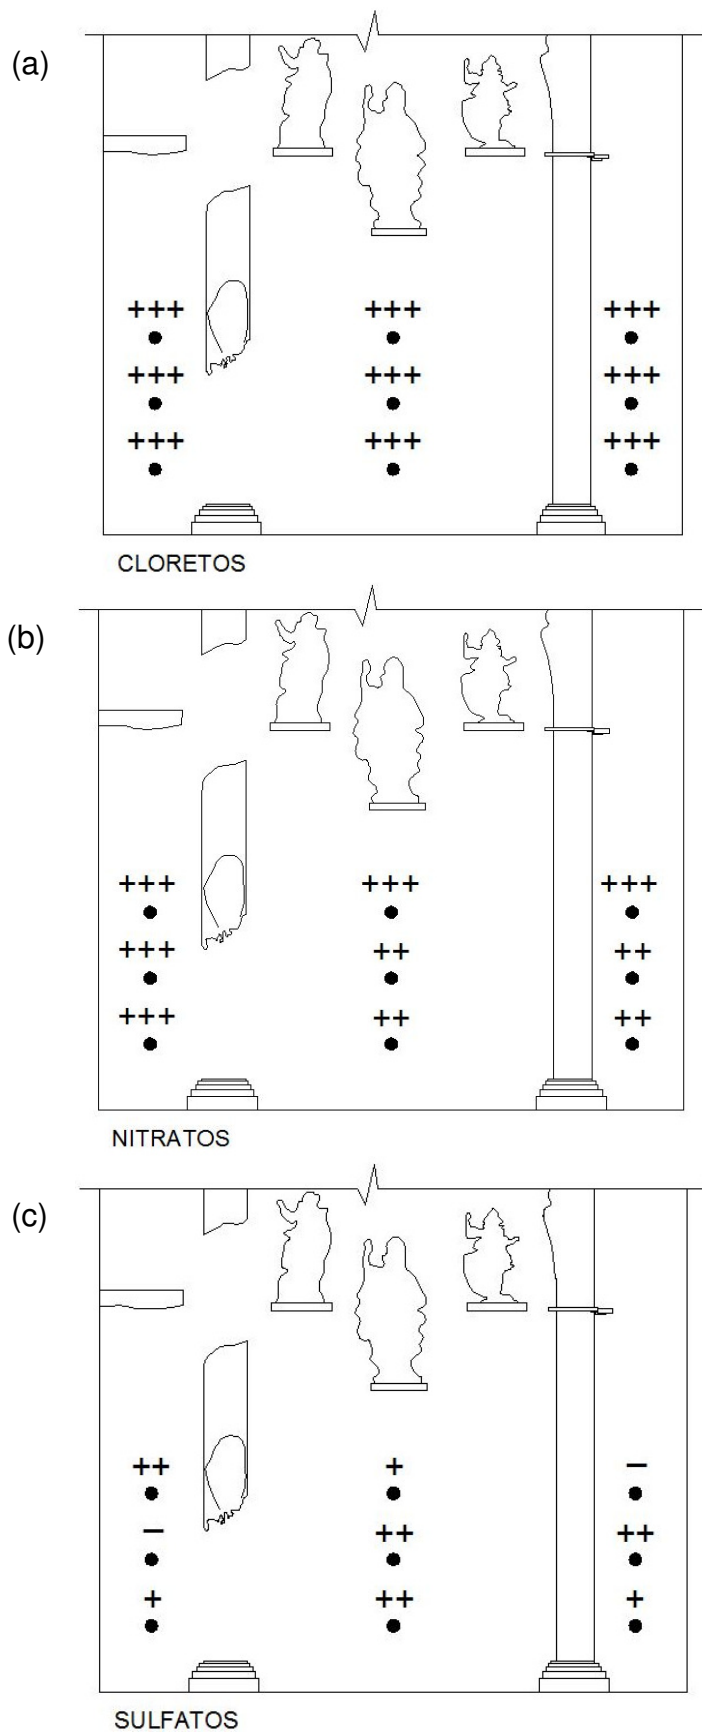 (a)
+++ +++ +++
+++ +++ +++
+++ +++ +++
CLORETOS
(b)
+++ +++ +++
+++ ++ ++
+++ ++ ++
NITRATOS
(c)
++ + −
− ++ ++
+ ++ +
SULFATOS